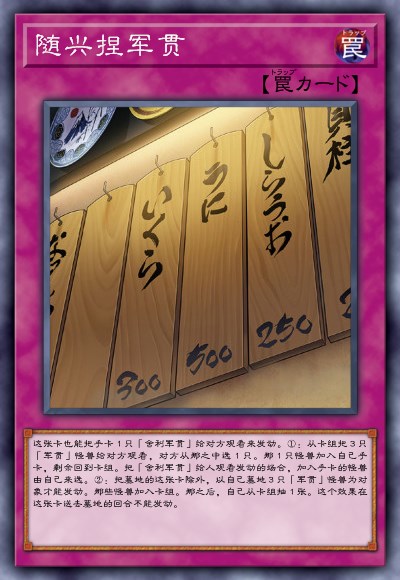 随兴捏军贯
トラップ
罠
トラップ
【罠カード】
いくら
300
うに
500
しらうお
250
貝柱
这张卡也能把手卡1只「舍利军贯」给对方观看来发动。①：从卡组把3只
「军贯」怪兽给对方观看，对方从那之中选1只。那1只怪兽加入自己手
卡，剩余回到卡组。把「舍利军贯」给人观看发动的场合，加入手卡的怪兽
由自己来选。②：把墓地的这张卡除外，以自己墓地3只「军贯」怪兽为对
象才能发动。那些怪兽加入卡组。那之后，自己从卡组抽1张。这个效果在
这张卡送去墓地的回合不能发动。